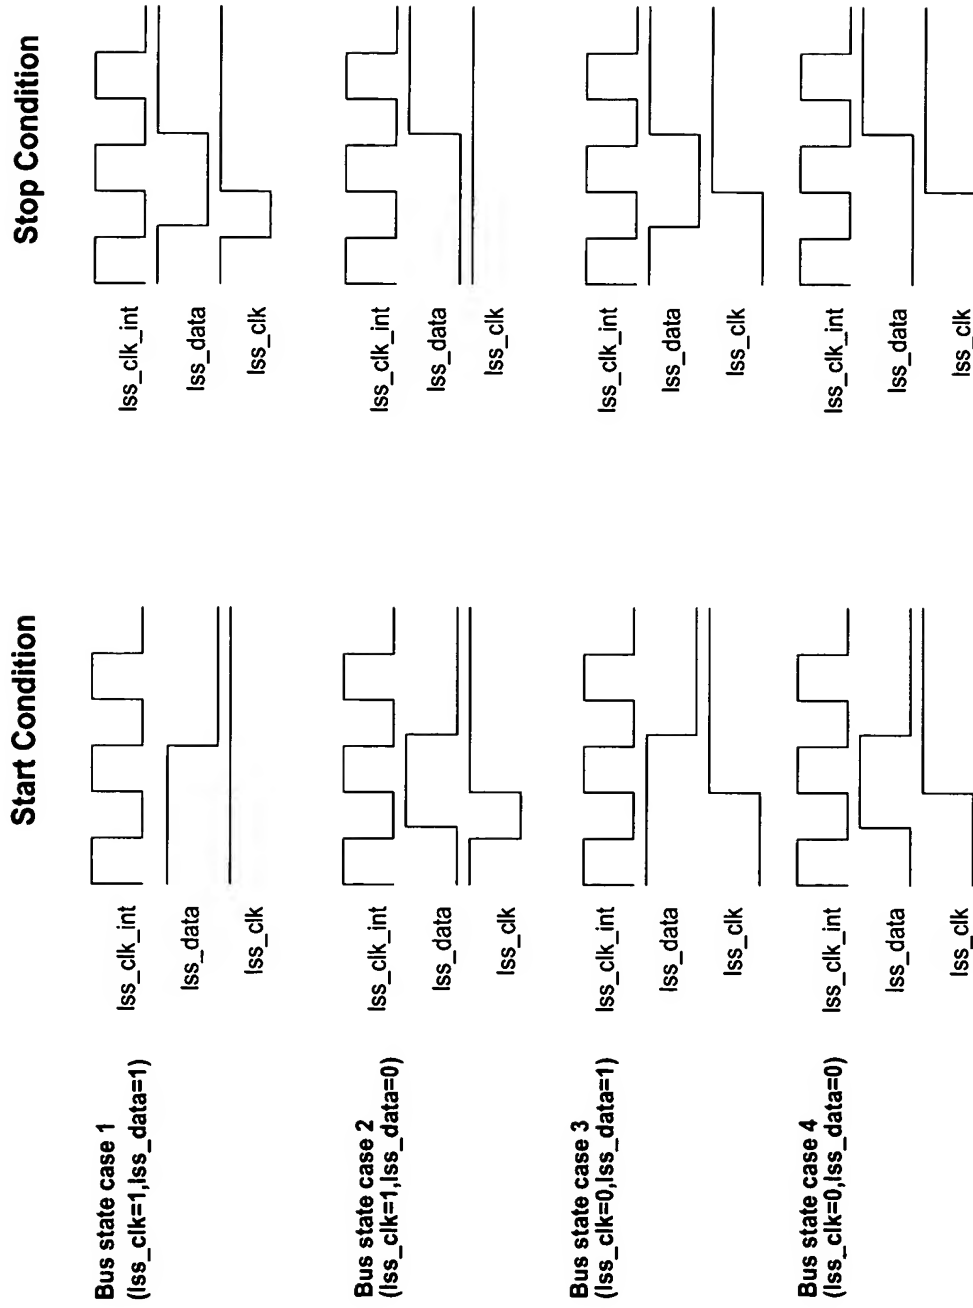 Start Condition
Stop Condition
Bus state case 1
(lss_clk=1,lss_data=1)
lss_clk_int
lss_data
lss_clk
lss_clk_int
lss_data
lss_clk
Bus state case 2
(lss_clk=1,lss_data=0)
lss_clk_int
lss_data
lss_clk
lss_clk_int
lss_data
lss_clk
Bus state case 3
(lss_clk=0,lss_data=1)
lss_clk_int
lss_data
lss_clk
lss_clk_int
lss_data
lss_clk
Bus state case 4
(lss_clk=0,lss_data=0)
lss_clk_int
lss_data
lss_clk
lss_clk_int
lss_data
lss_clk